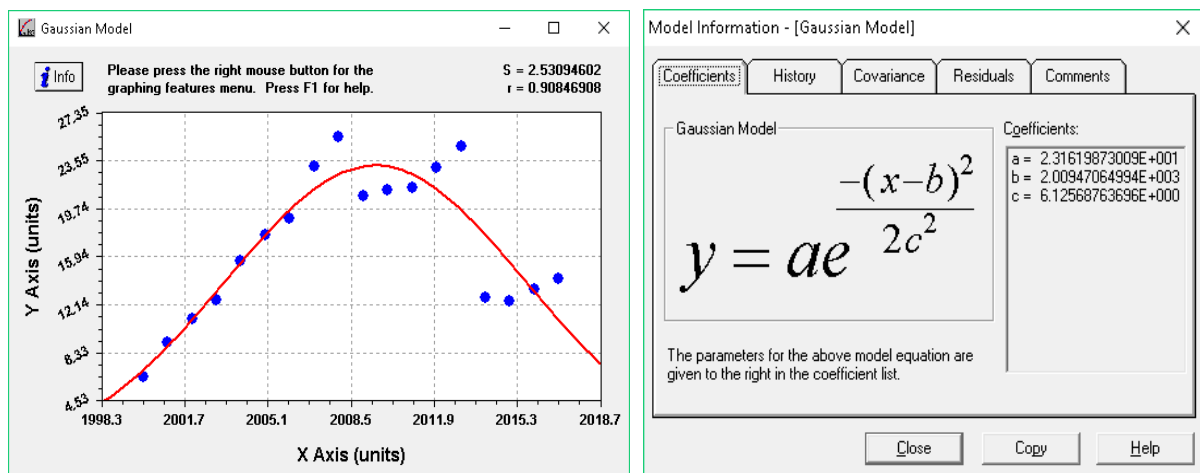 Gaussian Model
Info
Please press the right mouse button for the
graphing features menu. Press F1 for help.
S = 2.53094602
r = 0.90846908
Y Axis (units)
27.35
23.55
19.74
15.94
12.14
8.33
4.53
1998.3 2001.7 2005.1 2008.5 2011.9 2015.3 2018.7
X Axis (units)
Model Information - [Gaussian Model]
Coefficients History Covariance Residuals Comments
Gaussian Model
y = ae^(-(x-b)^2 / 2c^2)
The parameters for the above model equation are
given to the right in the coefficient list.
Coefficients:
a = 2.31619873009E+001
b = 2.00947064994E+003
c = 6.12568763696E+000
Close Copy Help